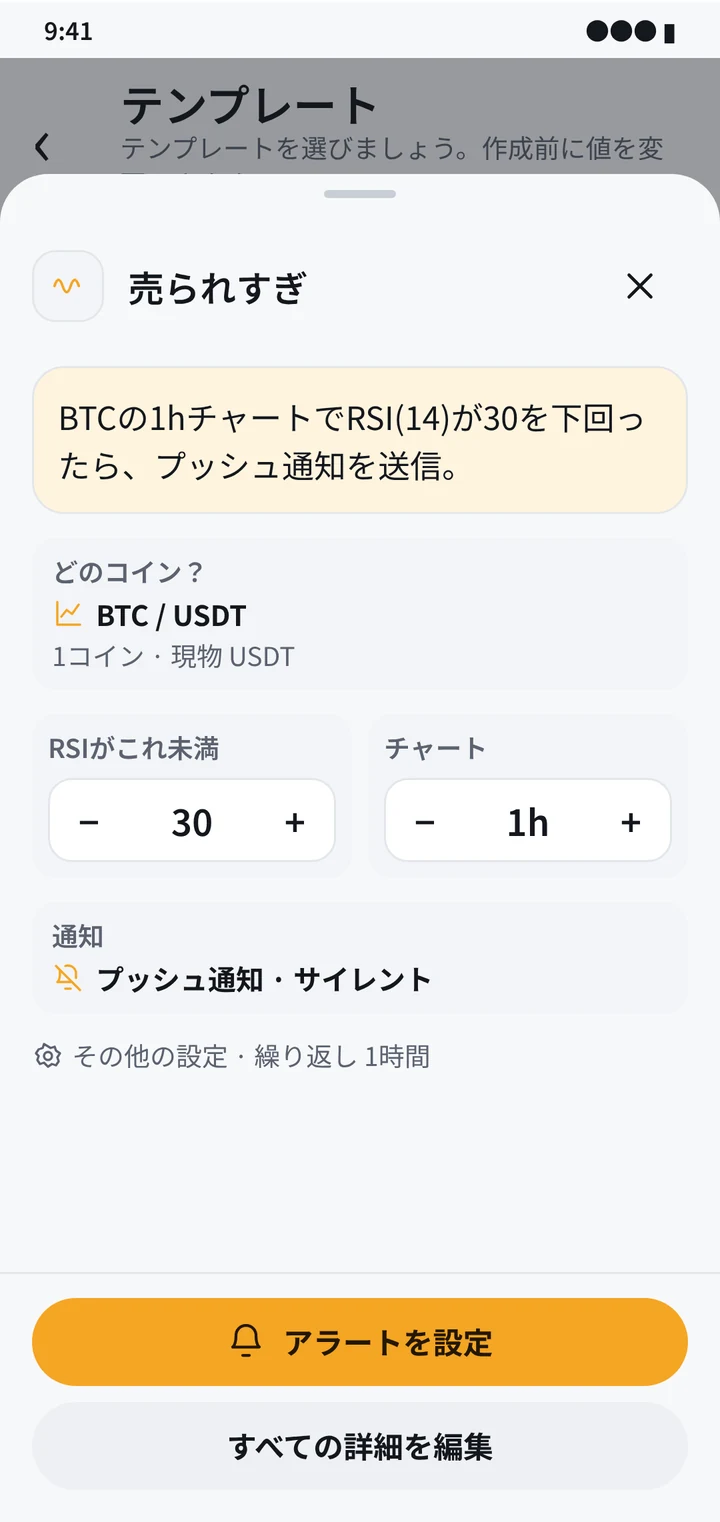 9:41
テンプレート
テンプレートを選びましょう。作成前に値を変
売られすぎ
BTCの1hチャートでRSI(14)が30を下回っ
たら、プッシュ通知を送信。
どのコイン？
BTC / USDT
1コイン · 現物 USDT
RSIがこれ未満
チャート
− 30 +
− 1h +
通知
プッシュ通知 · サイレント
その他の設定 · 繰り返し 1時間
アラートを設定
すべての詳細を編集